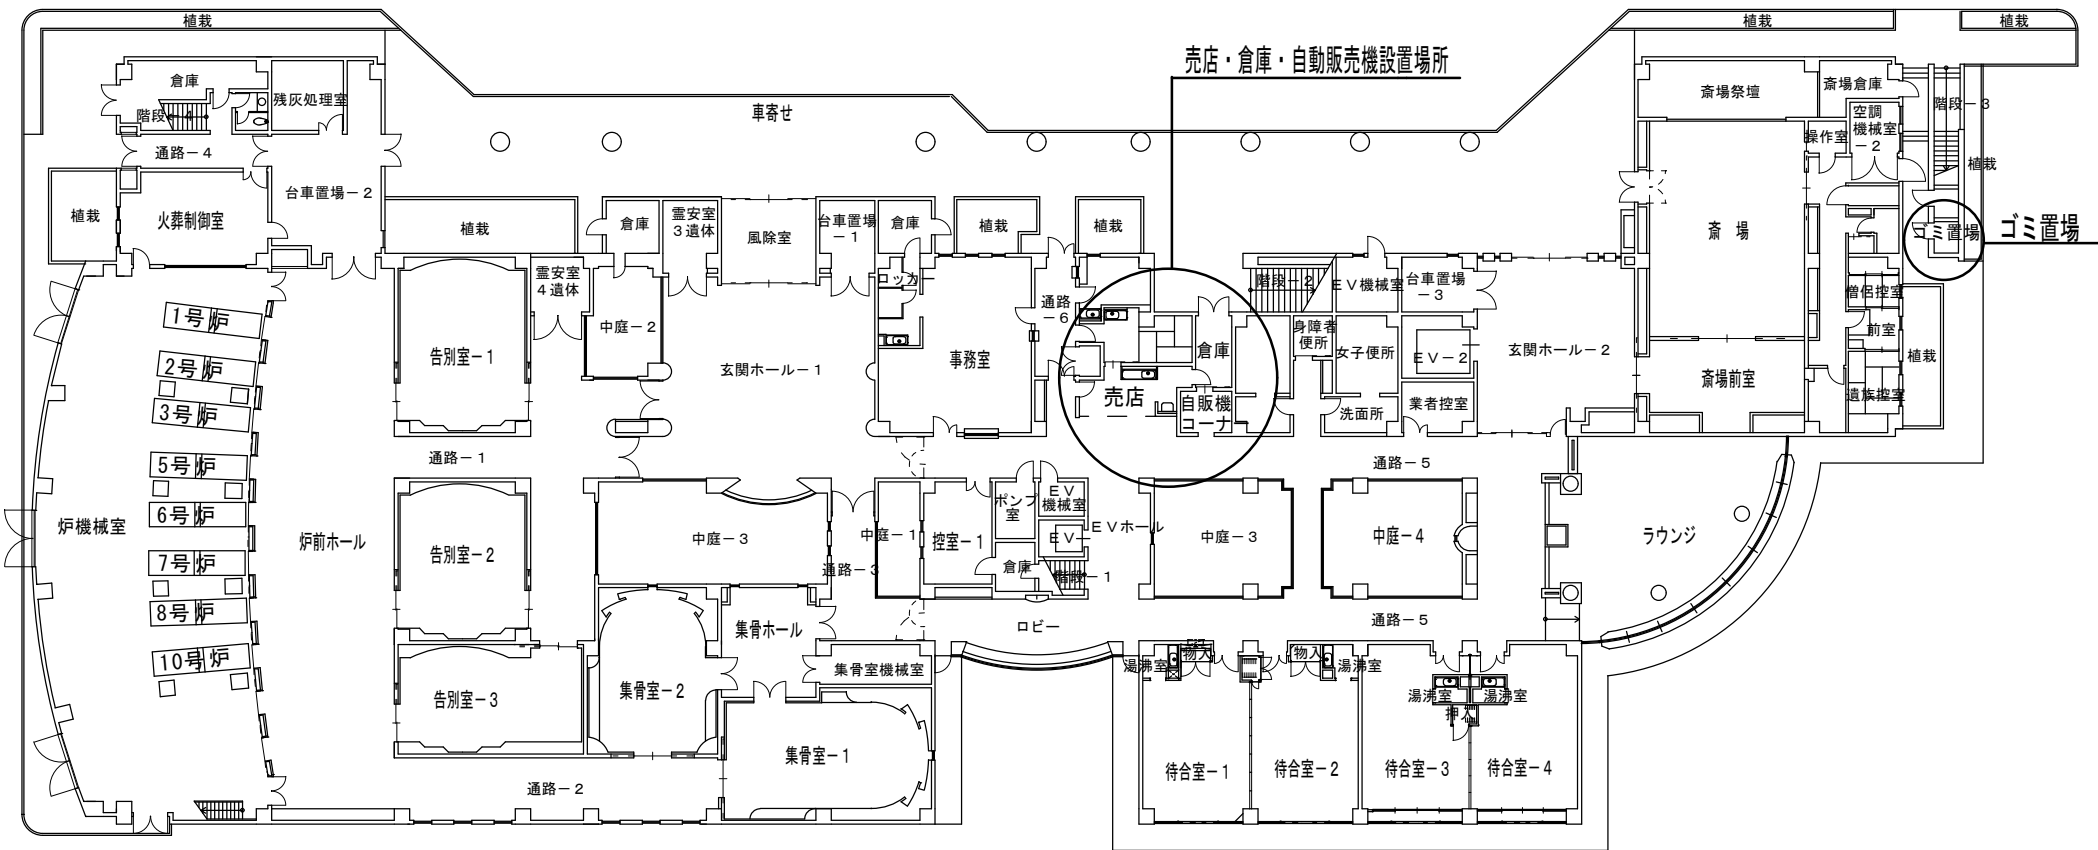 植栽
植栽
植栽
売店・倉庫・自動販売機設置場所
車寄せ
倉庫
残灰処理室
階段－4
通路－4
台車置場－2
植栽
火葬制御室
植栽
倉庫
霊安室
3遺体
風除室
台車置場
－1
倉庫
植栽
植栽
斎場祭壇
斎場倉庫
階段－3
空調
機械室
－2
操作室
植栽
斎 場
ゴミ置場
ゴミ置場
霊安室
4遺体
ロッカ
通路
－6
階段－2
EV機械室
台車置場
－3
僧侶控室
1号炉
中庭－2
身障者
便所
倉庫
前室
2号炉
告別室－1
玄関ホール－1
事務室
女子便所
EV－2
玄関ホール－2
植栽
3号炉
売店
自販機
コーナ
洗面所
業者控室
斎場前室
遺族控室
通路－1
通路－5
5号炉
6号炉
炉機械室
炉前ホール
告別室－2
中庭－3
中庭－1
控室－1
ポンプ
室
EV
機械室
EV－
EVホール
中庭－3
中庭－4
ラウンジ
7号炉
通路－3
倉庫
階段－1
8号炉
集骨ホール
ロビー
通路－5
10号炉
告別室－3
集骨室－2
集骨室機械室
湯沸室
物入
物入
湯沸室
湯沸室
湯沸室
押入
集骨室－1
待合室－1
待合室－2
待合室－3
待合室－4
通路－2